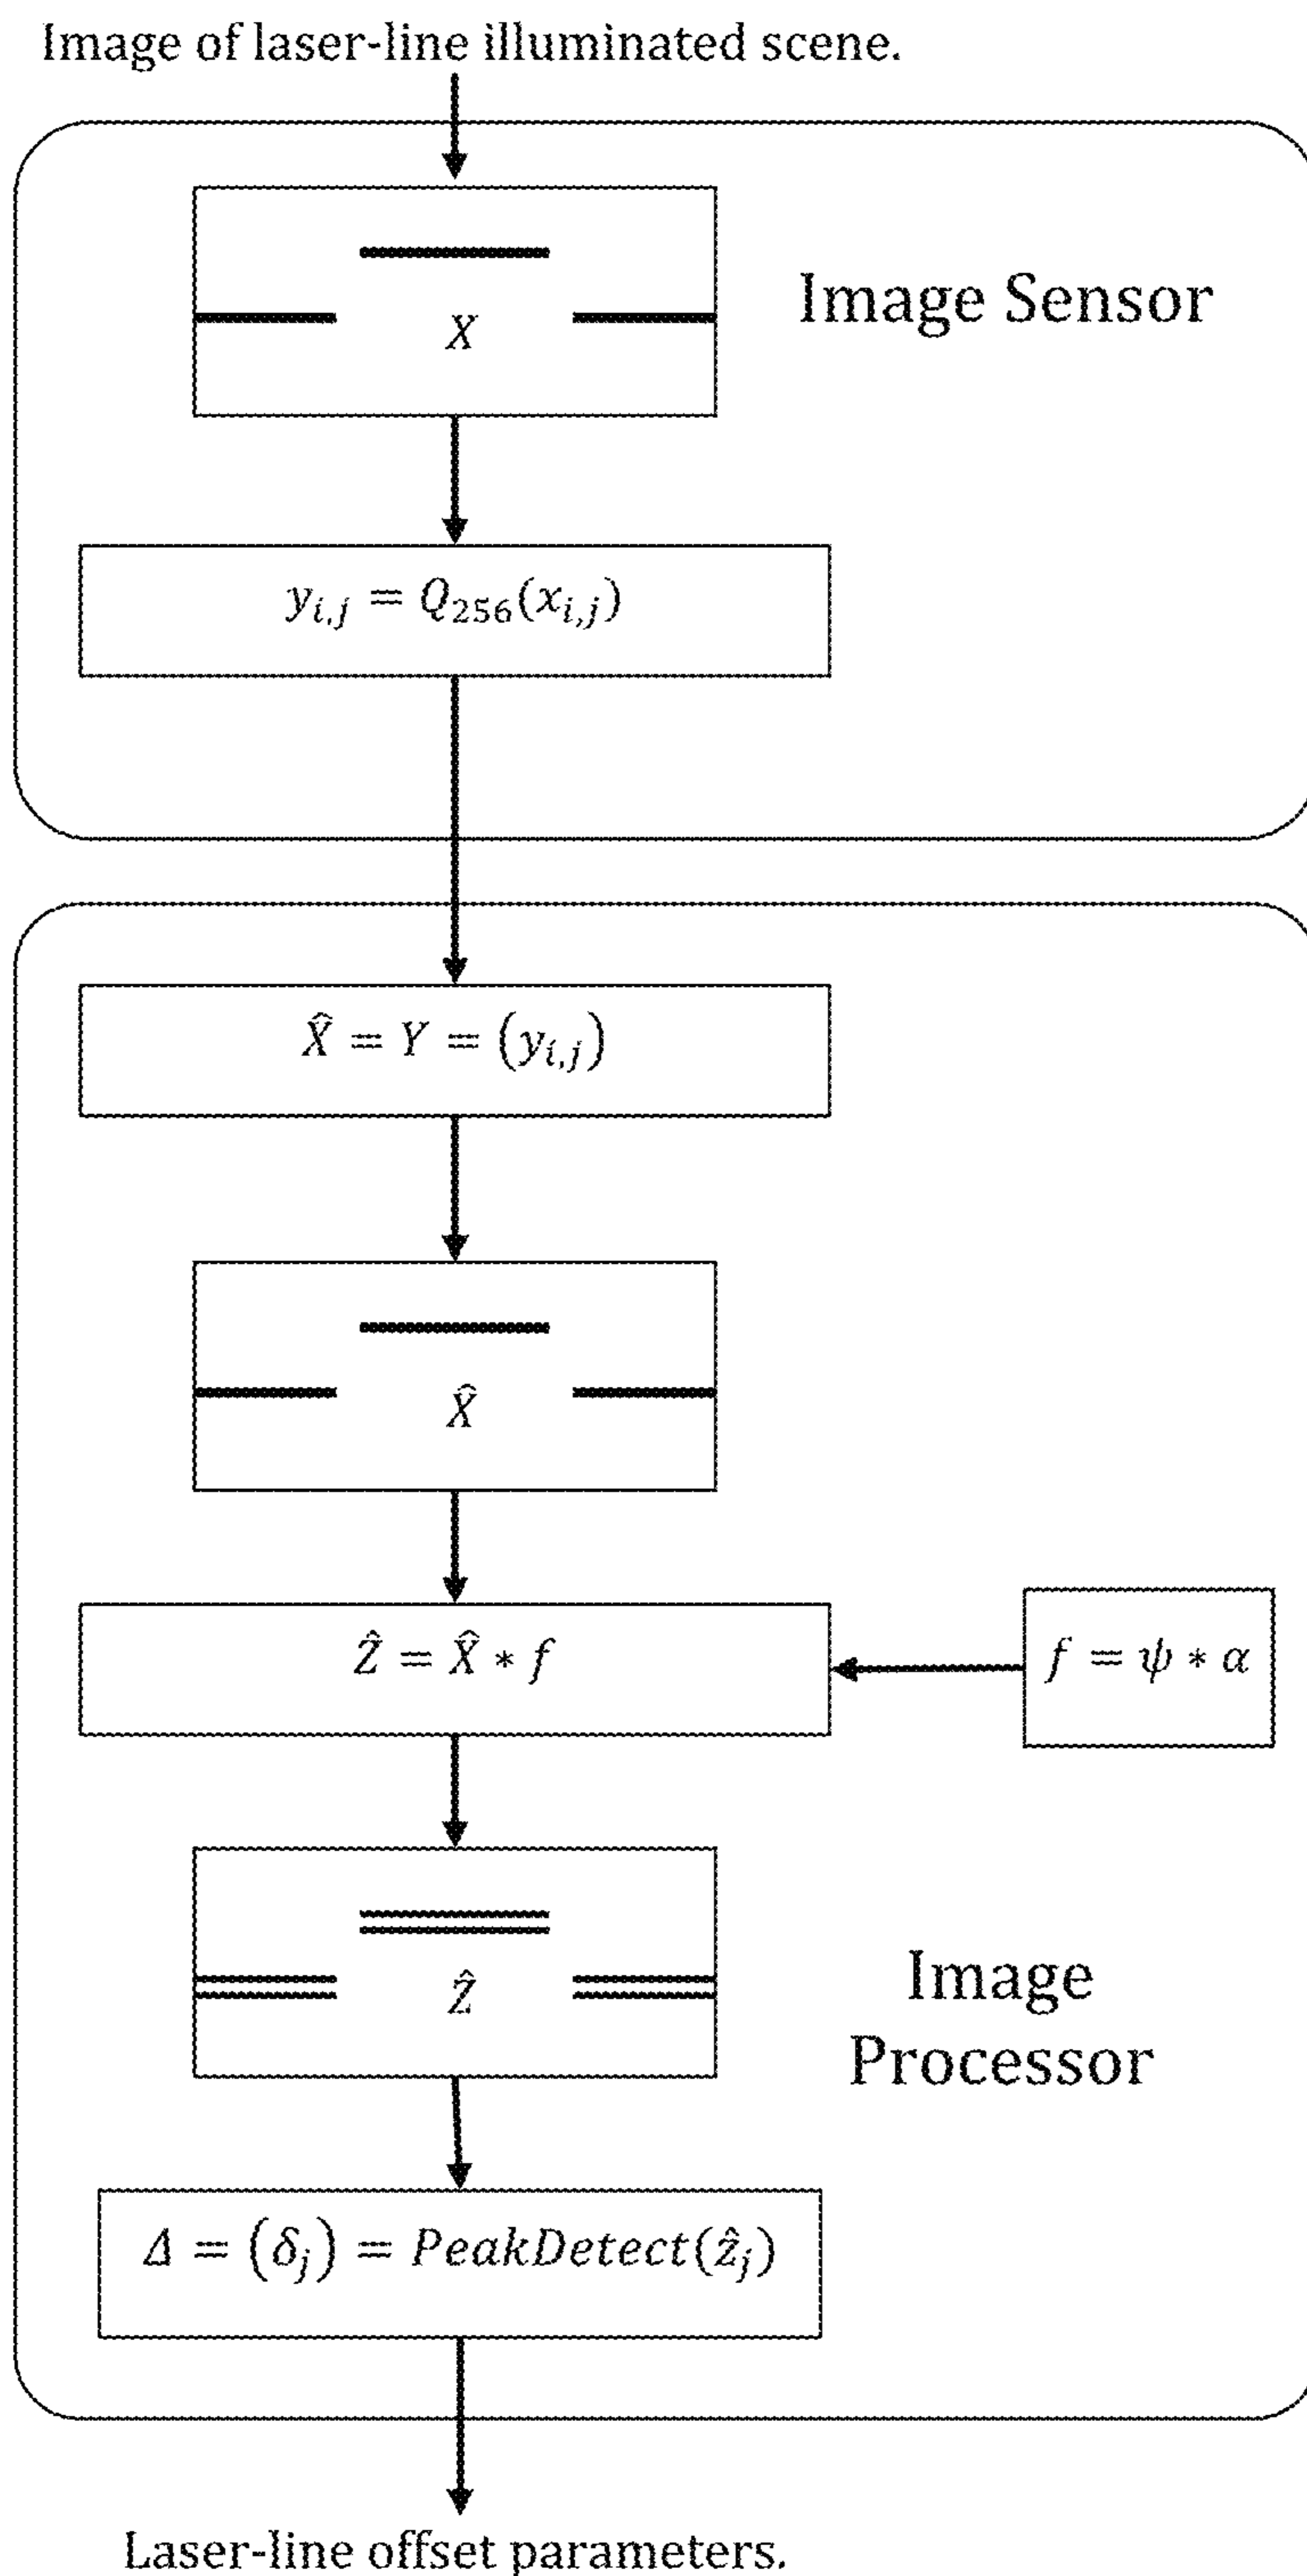 Image of laser-line illuminated scene.
X
Image Sensor
y_{i,j} = Q_{256}(x_{i,j})
X̂ = Y = (y_{i,j})
X̂
Ẑ = X̂ * f
f = ψ * α
Ẑ
Image
Processor
Δ = (δ_j) = PeakDetect(ẑ_j)
Laser-line offset parameters.